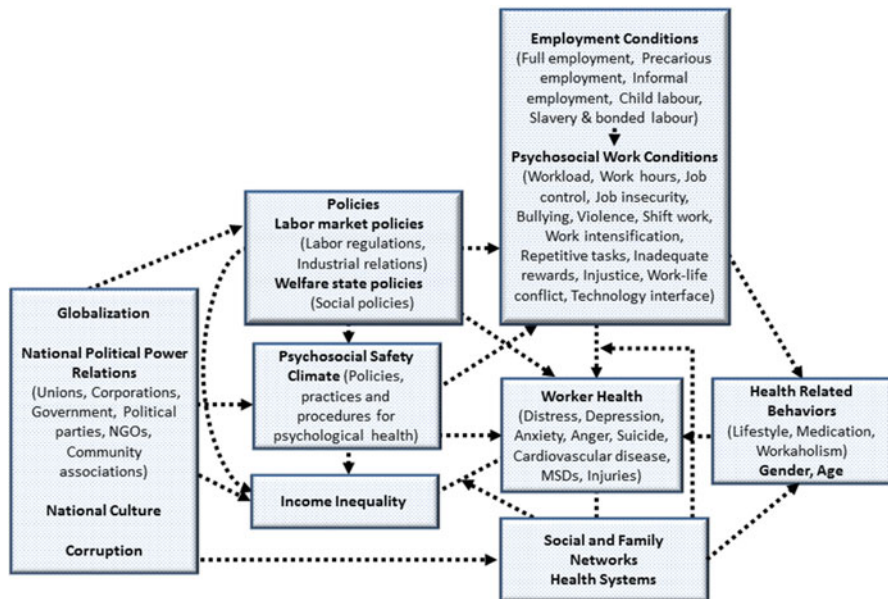 Employment Conditions
(Full employment, Precarious
employment, Informal
employment, Child labour,
Slavery & bonded labour)
Psychosocial Work Conditions
(Workload, Work hours, Job
control, Job insecurity,
Bullying, Violence, Shift work,
Work intensification,
Repetitive tasks, Inadequate
rewards, Injustice, Work-life
conflict, Technology interface)
Policies
Labor market policies
(Labor regulations,
Industrial relations)
Welfare state policies
(Social policies)
Globalization
National Political Power
Relations
(Unions, Corporations,
Government, Political
parties, NGOs,
Community
associations)
National Culture
Corruption
Psychosocial Safety
Climate (Policies,
practices and
procedures for
psychological health)
Income Inequality
Worker Health
(Distress, Depression,
Anxiety, Anger, Suicide,
Cardiovascular disease,
MSDs, Injuries)
Health Related
Behaviors
(Lifestyle, Medication,
Workaholism)
Gender, Age
Social and Family
Networks
Health Systems